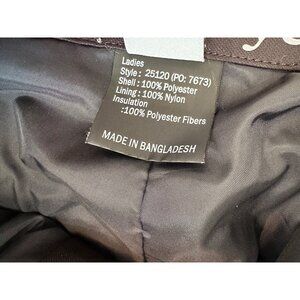 Ladies
Style : 25120 (PO: 7673)
Shell : 100% Polyester
Lining : 100% Nylon
Insulation
:100% Polyester Fibers
MADE IN BANGLADESH